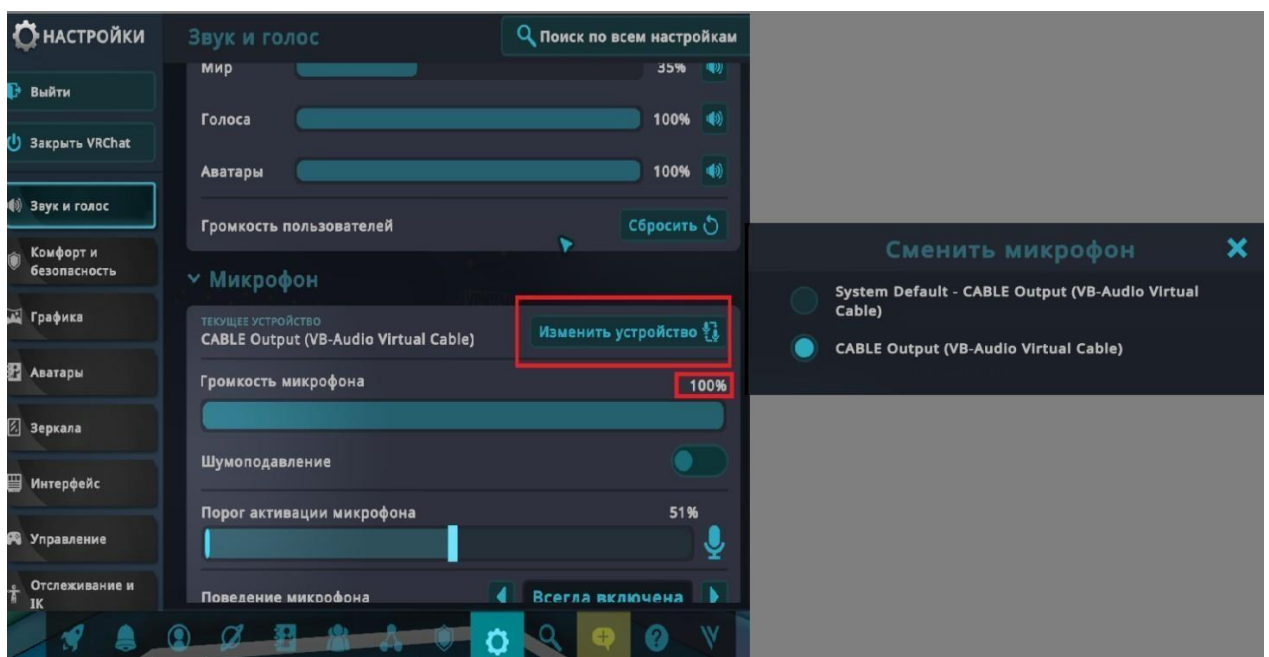 НАСТРОЙКИ
Звук и голос
Поиск по всем настройкам
Выйти
Закрыть VRChat
Звук и голос
Комфорт и
безопасность
Графика
Аватары
Зеркала
Интерфейс
Управление
Отслеживание и
IK
Мир
35%
Голоса
100%
Аватары
100%
Громкость пользователей
Сбросить
Микрофон
ТЕКУЩЕЕ УСТРОЙСТВО
CABLE Output (VB-Audio Virtual Cable)
Изменить устройство
Громкость микрофона
100%
Шумоподавление
Порог активации микрофона
51%
Поведение микрофона
Всегда включена
Сменить микрофон
System Default - CABLE Output (VB-Audio Virtual
Cable)
CABLE Output (VB-Audio Virtual Cable)